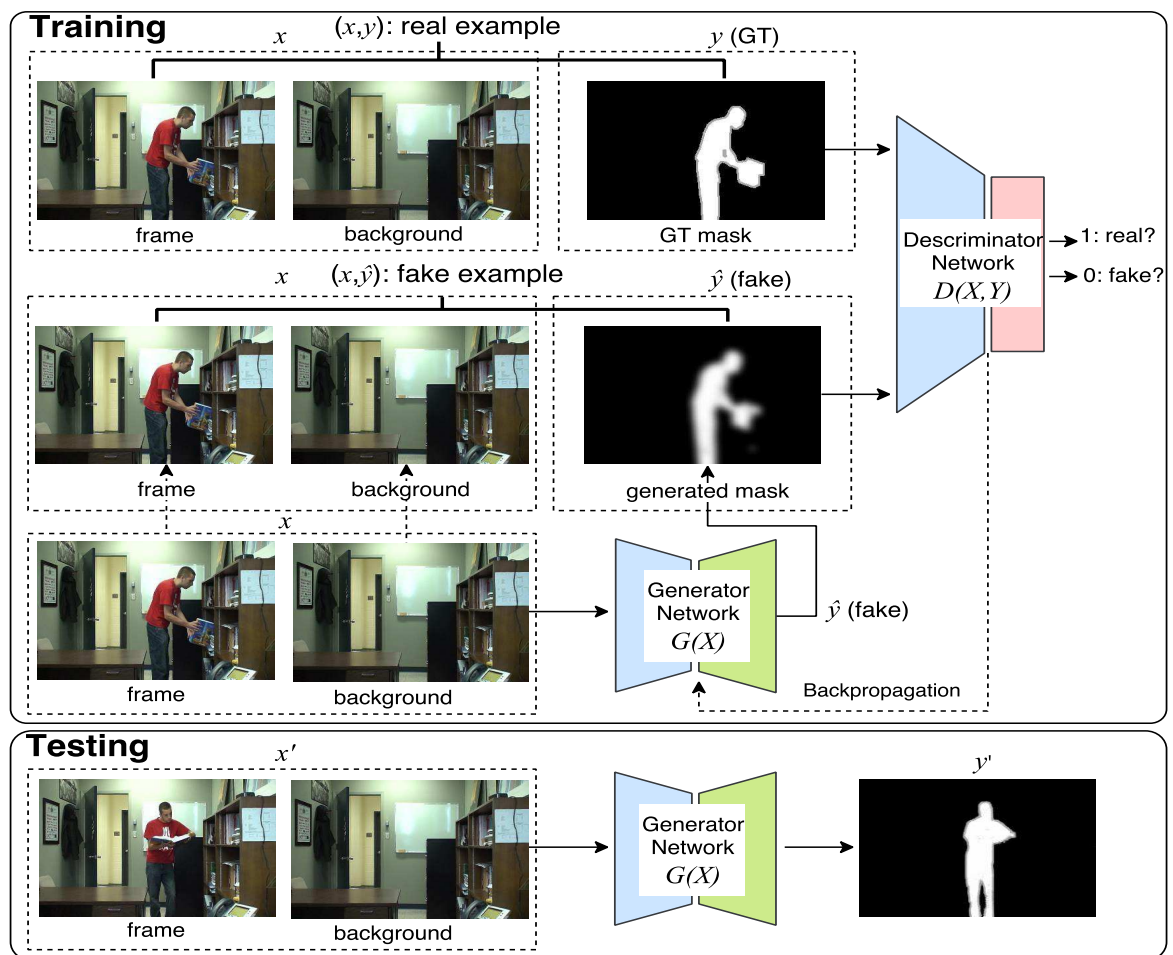 Training
(x,y): real example
x
y (GT)
frame
background
GT mask
Descriminator
Network
D(X,Y)
1: real?
0: fake?
(x,ŷ): fake example
x
ŷ (fake)
frame
background
generated mask
x
frame
background
Generator
Network
G(X)
ŷ (fake)
Backpropagation
Testing
x′
frame
background
Generator
Network
G(X)
y'